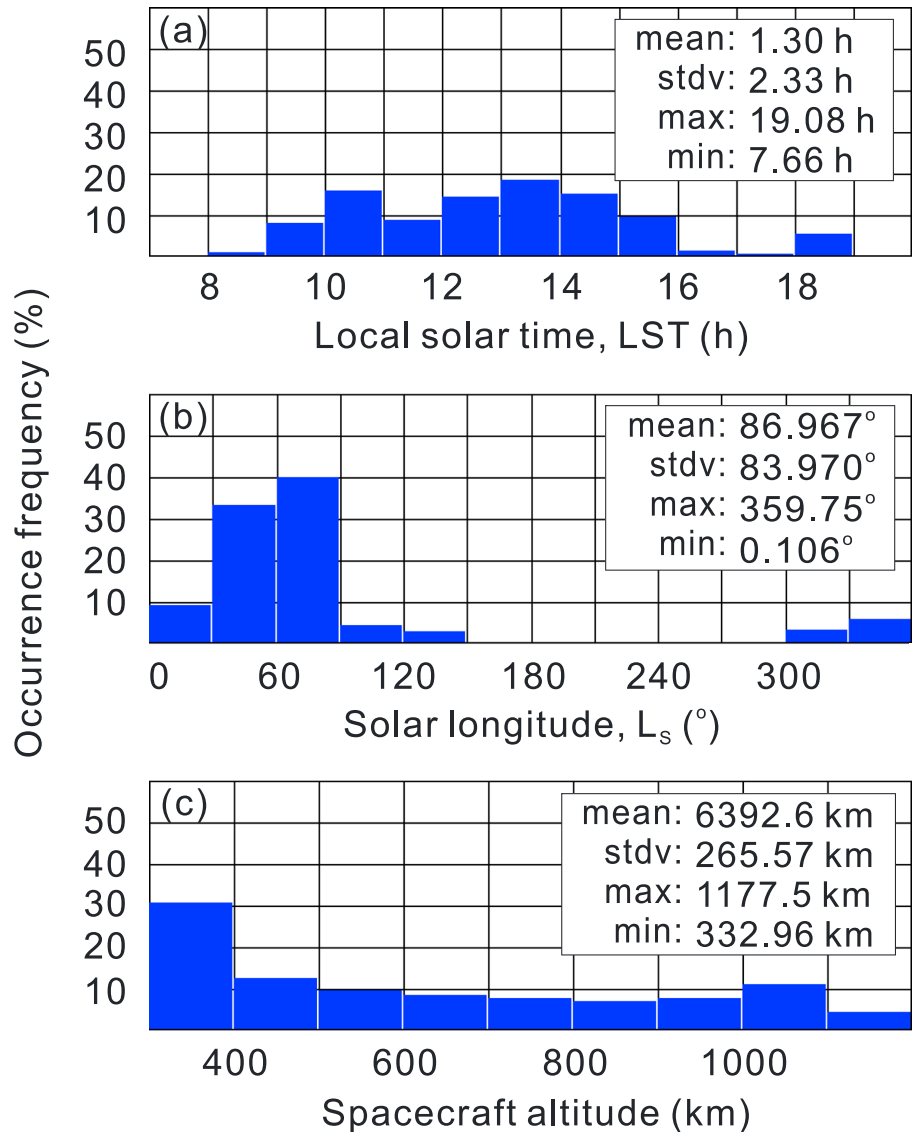 Occurrence frequency (%)
(a)
50
40
30
20
10
mean: 1.30 h
stdv: 2.33 h
max: 19.08 h
min: 7.66 h
8 10 12 14 16 18
Local solar time, LST (h)
(b)
50
40
30
20
10
mean: 86.967°
stdv: 83.970°
max: 359.75°
min: 0.106°
0 60 120 180 240 300
Solar longitude, Lₛ (°)
(c)
50
40
30
20
10
mean: 6392.6 km
stdv: 265.57 km
max: 1177.5 km
min: 332.96 km
400 600 800 1000
Spacecraft altitude (km)